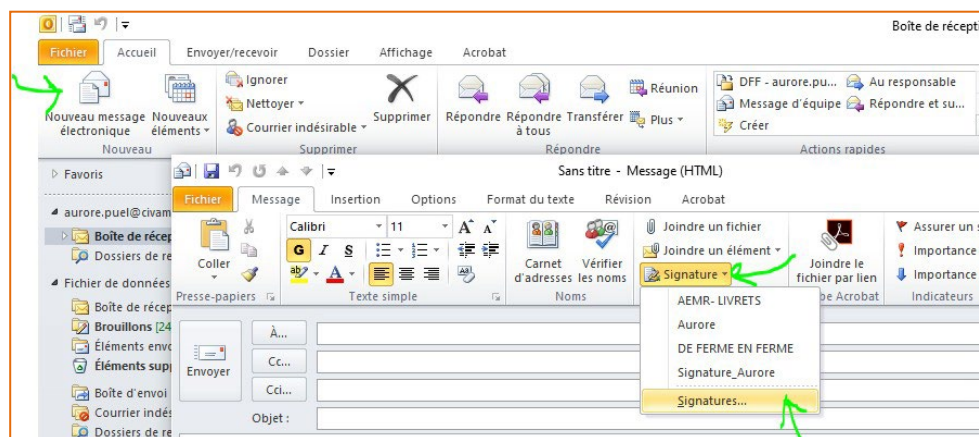 Boîte de récepti
Fichier Accueil Envoyer/recevoir Dossier Affichage Acrobat
Nouveau message électronique
Nouveaux éléments
Ignorer
Nettoyer
Courrier indésirable
Supprimer
Répondre
Répondre à tous
Transférer
Réunion
Plus
DFF - aurore.pu...
Au responsable
Message d'équipe
Répondre et su...
Créer
Nouveau Supprimer Répondre Actions rapides
Favoris
aurore.puel@civam
Boîte de récep
Dossiers de re
Fichier de données
Boîte de récep
Brouillons [24
Éléments envo
Éléments supp
Boîte d'envoi
Courrier indés
Dossiers de re
Sans titre - Message (HTML)
Fichier Message Insertion Options Format du texte Révision Acrobat
Coller
Calibri 11
G I S
Carnet d'adresses
Vérifier les noms
Joindre un fichier
Joindre un élément
Signature
Joindre le fichier par lien
Assurer un s
Importance
Importance
Presse-papiers Texte simple Noms be Acrobat Indicateurs
AEMR- LIVRETS
Aurore
DE FERME EN FERME
Signature_Aurore
Signatures...
Envoyer
À...
Cc...
Cci...
Objet :